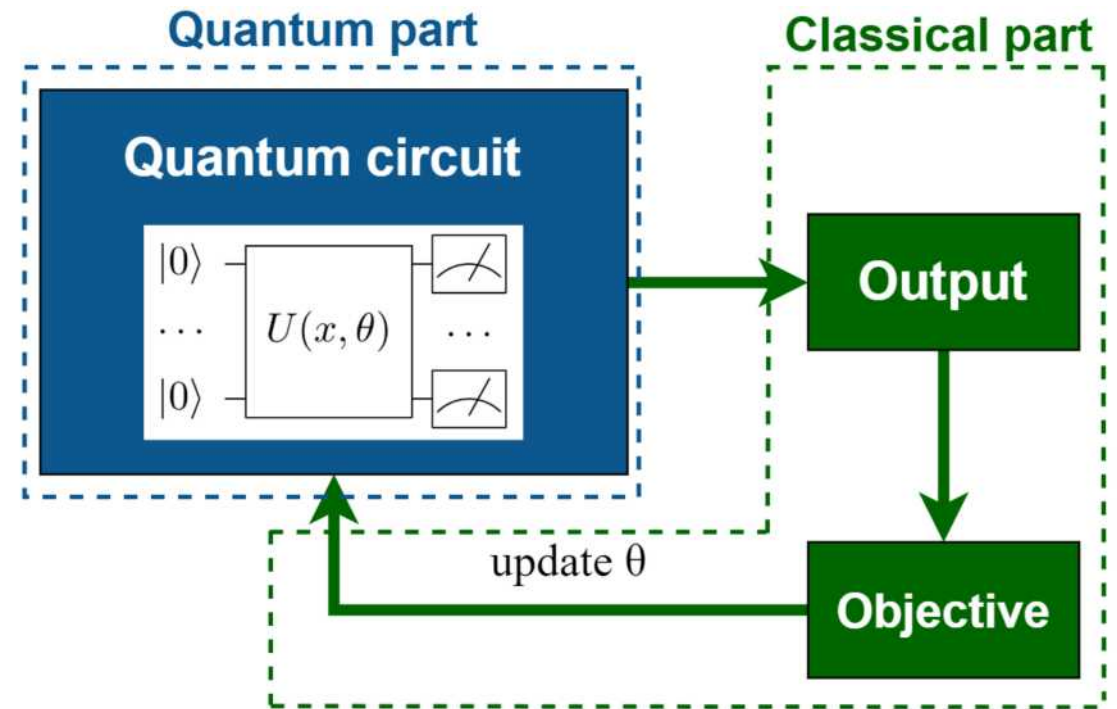 Quantum part
Classical part
Quantum circuit
|0⟩
... U(x, θ) ...
|0⟩
Output
update θ
Objective